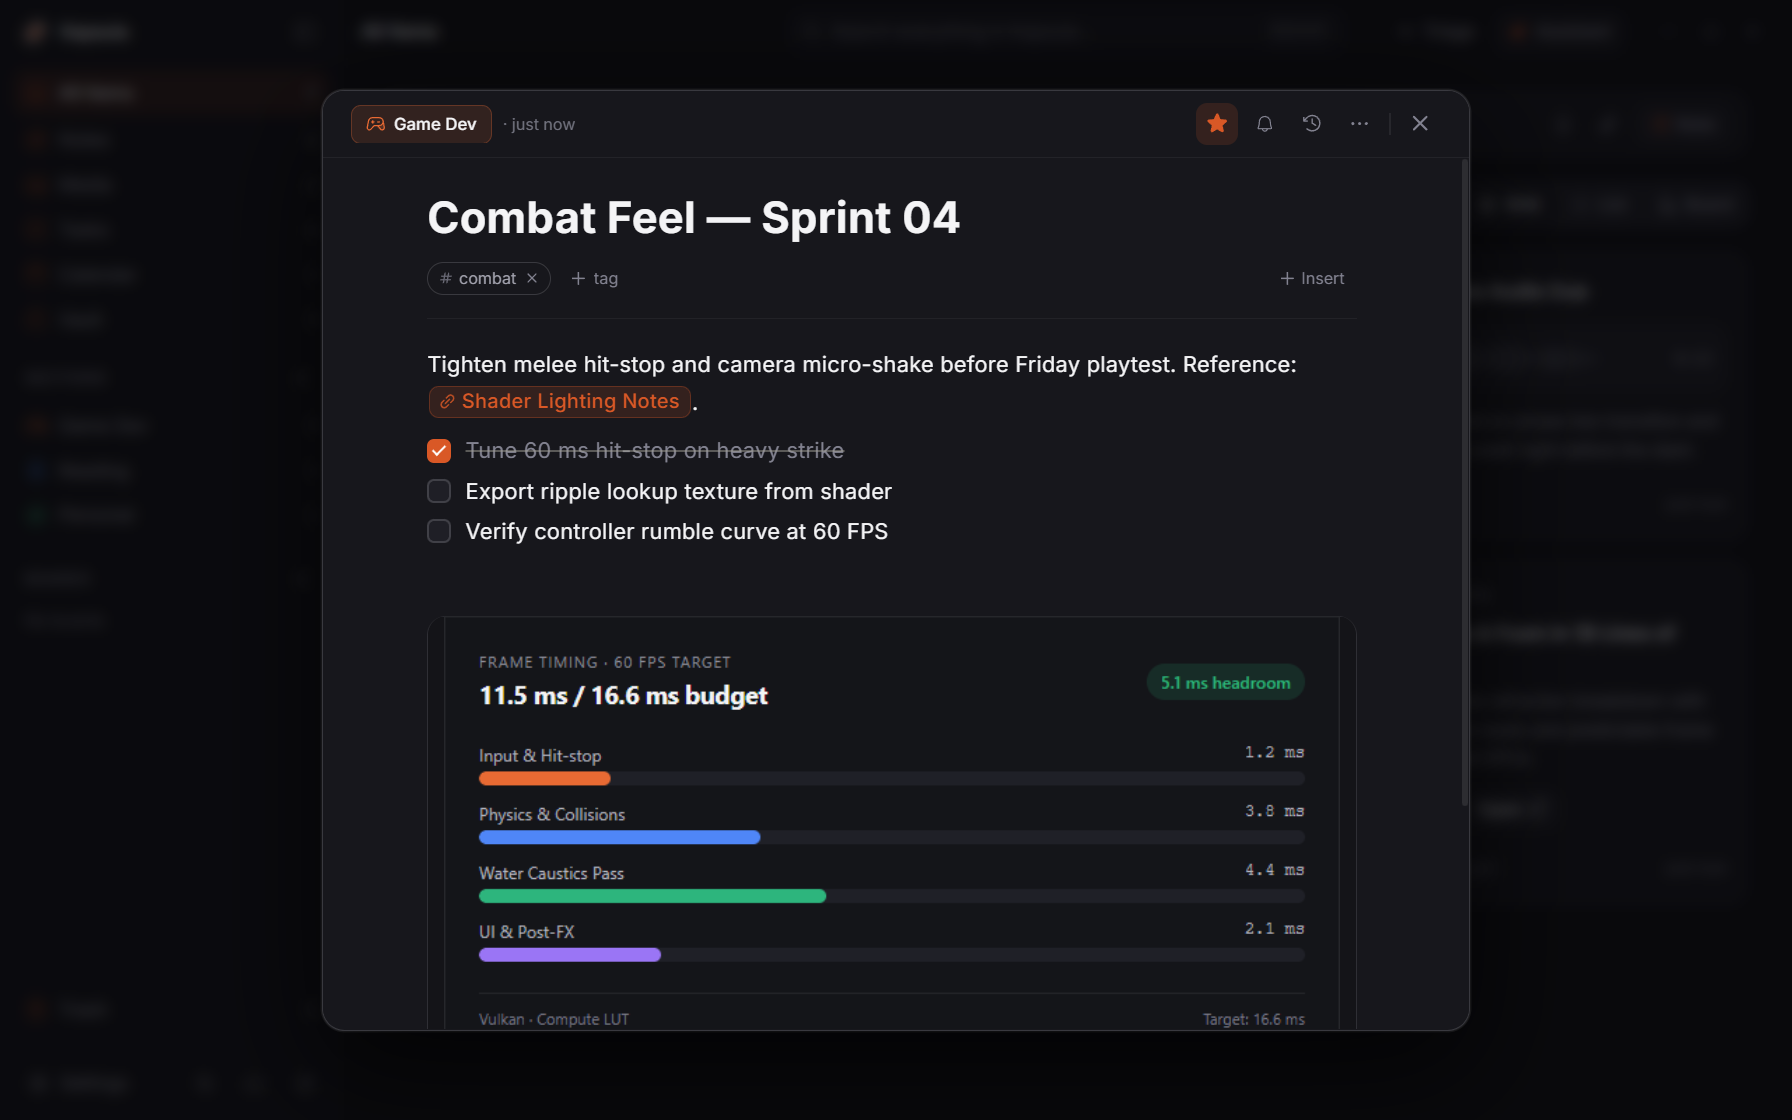 Game Dev · just now
Combat Feel — Sprint 04
# combat × + tag + Insert
Tighten melee hit-stop and camera micro-shake before Friday playtest. Reference:
Shader Lighting Notes.
Tune 60 ms hit-stop on heavy strike
Export ripple lookup texture from shader
Verify controller rumble curve at 60 FPS
FRAME TIMING · 60 FPS TARGET
11.5 ms / 16.6 ms budget
5.1 ms headroom
Input & Hit-stop 1.2 ms
Physics & Collisions 3.8 ms
Water Caustics Pass 4.4 ms
UI & Post-FX 2.1 ms
Vulkan · Compute LUT Target: 16.6 ms